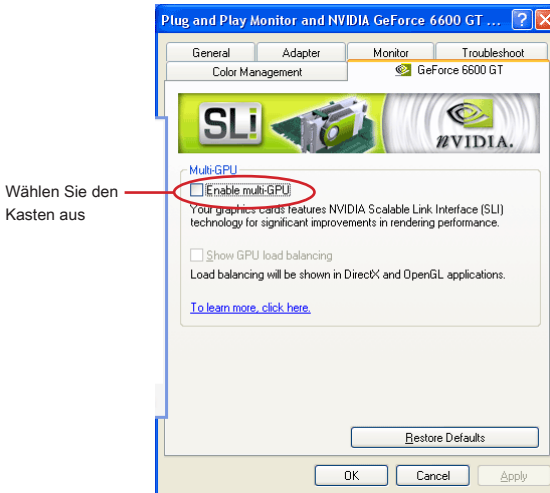 Plug and Play Monitor and NVIDIA GeForce 6600 GT ...
General Adapter Monitor Troubleshoot
Color Management GeForce 6600 GT
SLi
NVIDIA.
Multi-GPU
Wählen Sie den
Kasten aus
Enable multi-GPU
Your graphics cards features NVIDIA Scalable Link Interface (SLI)
technology for significant improvements in rendering performance.
Show GPU load balancing
Load balancing will be shown in DirectX and OpenGL applications.
To learn more, click here.
Restore Defaults
OK Cancel Apply